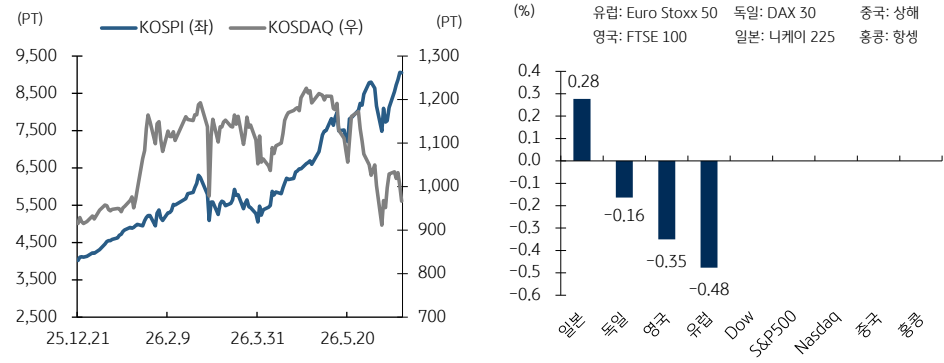 (PT)
KOSPI (좌)
KOSDAQ (우)
(PT)
9,500
8,500
7,500
6,500
5,500
4,500
3,500
2,500
1,300
1,200
1,100
1,000
900
800
700
25.12.21
26.2.9
26.3.31
26.5.20
(%)
유럽: Euro Stoxx 50 독일: DAX 30 중국: 상해
영국: FTSE 100 일본: 니케이 225 홍콩: 항셍
0.4
0.3
0.2
0.1
0.0
−0.1
−0.2
−0.3
−0.4
−0.5
−0.6
0.28
−0.16
−0.35
−0.48
일본
독일
영국
유럽
Dow
S&P500
Nasdaq
중국
홍콩